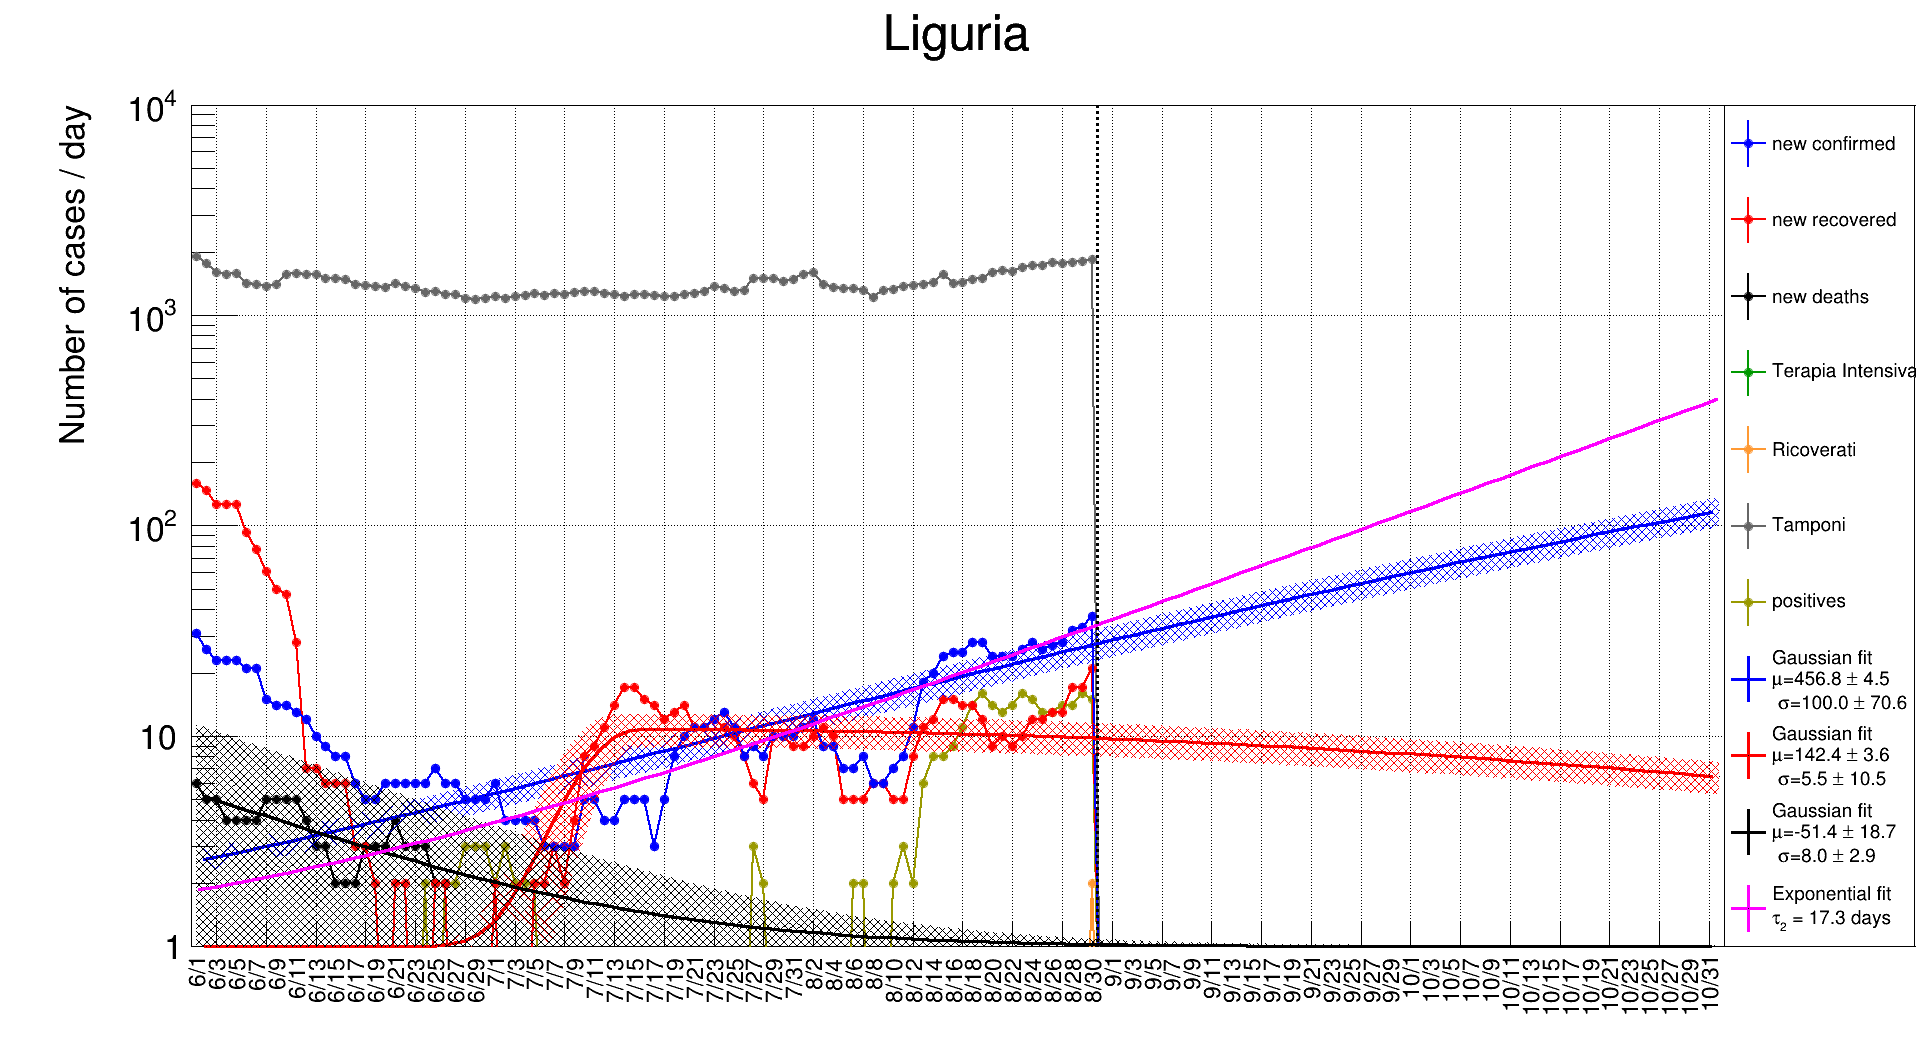 Liguria
Number of cases / day
10^4
10^3
10^2
10
1
6/1 6/3 6/5 6/7 6/9 6/11 6/13 6/15 6/17 6/19 6/21 6/23 6/25 6/27 6/29 7/1 7/3 7/5 7/7 7/9 7/11 7/13 7/15 7/17 7/19 7/21 7/23 7/25 7/27 7/29 7/31 8/2 8/4 8/6 8/8 8/10 8/12 8/14 8/16 8/18 8/20 8/22 8/24 8/26 8/28 8/30 9/1 9/3 9/5 9/7 9/9 9/11 9/13 9/15 9/17 9/19 9/21 9/23 9/25 9/27 9/29 10/1 10/3 10/5 10/7 10/9 10/11 10/13 10/15 10/17 10/19 10/21 10/23 10/25 10/27 10/29 10/31
new confirmed
new recovered
new deaths
Terapia Intensiva
Ricoverati
Tamponi
positives
Gaussian fit
μ=456.8 ± 4.5
σ=100.0 ± 70.6
Gaussian fit
μ=142.4 ± 3.6
σ=5.5 ± 10.5
Gaussian fit
μ=-51.4 ± 18.7
σ=8.0 ± 2.9
Exponential fit
τ₂ = 17.3 days